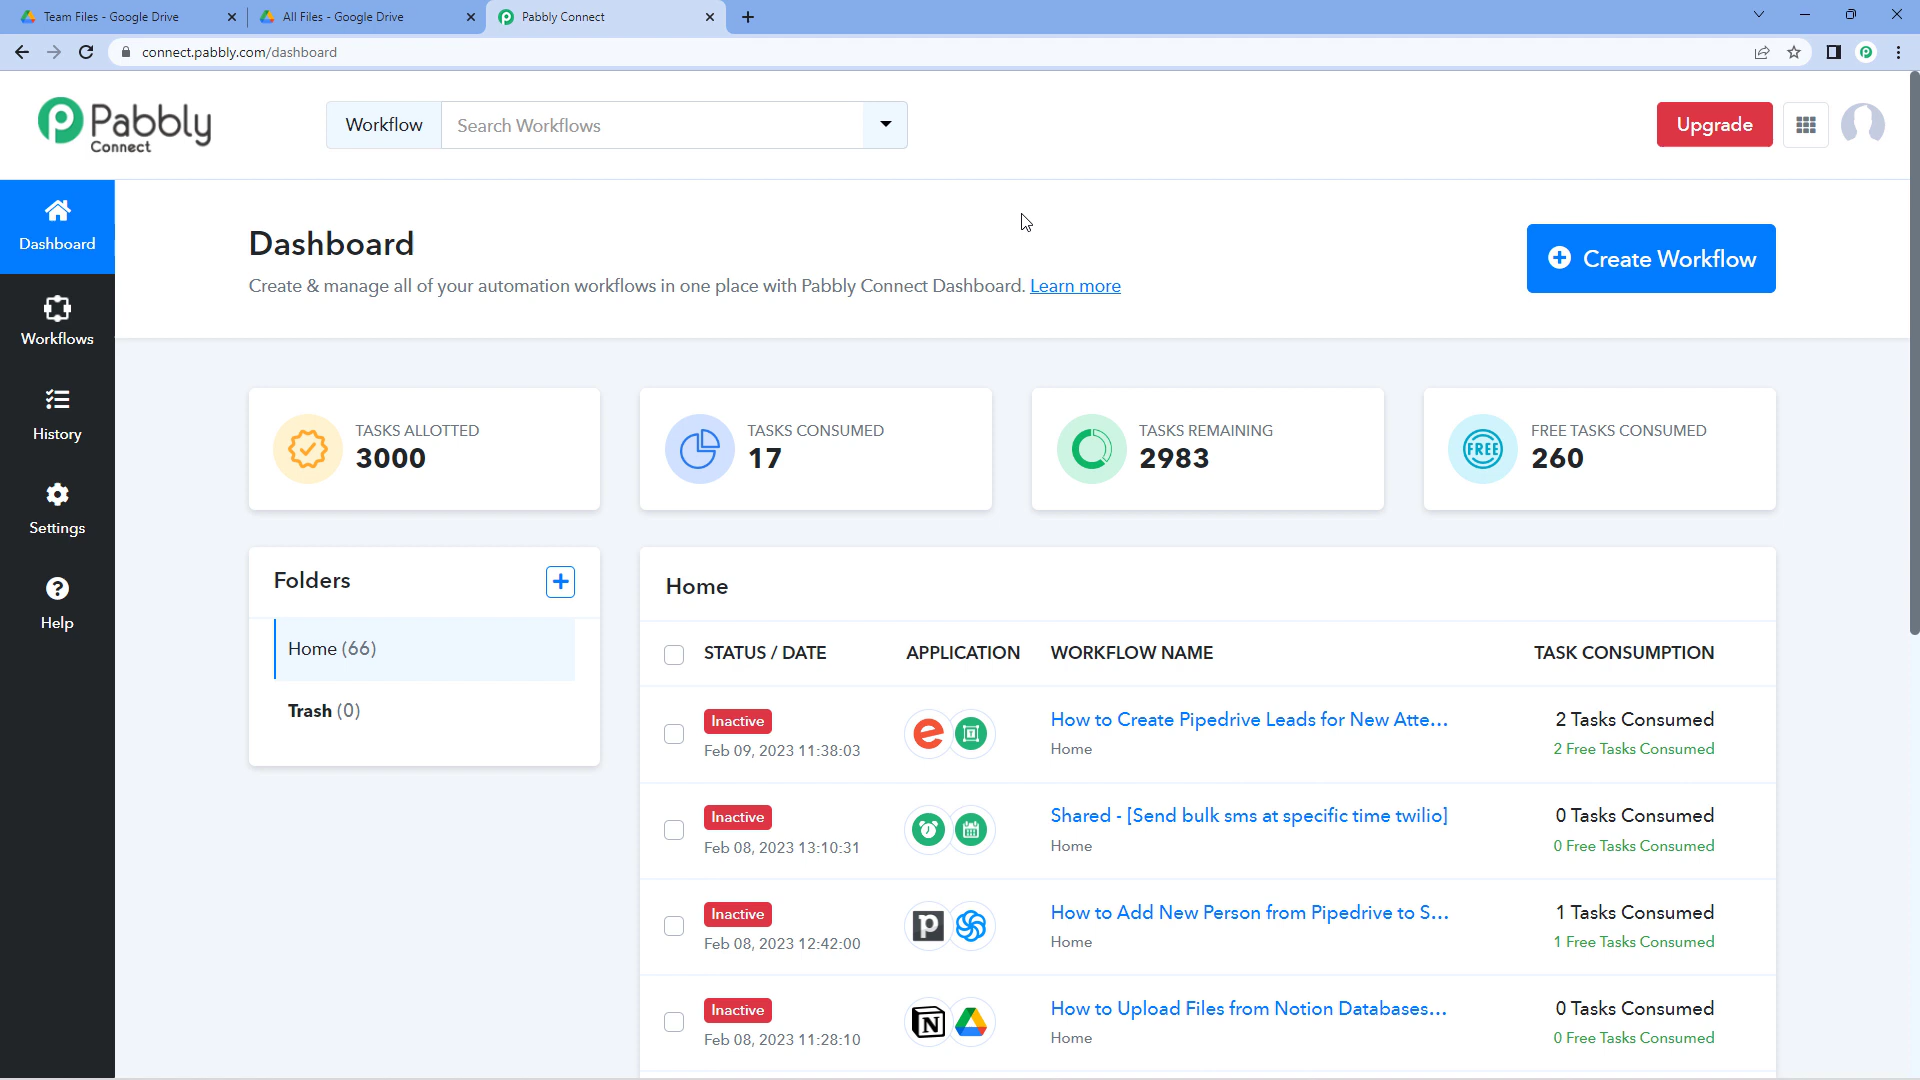 Team Files - Google Drive
All Files - Google Drive
Pabbly Connect
connect.pabbly.com/dashboard
Pabbly
Connect
Workflow
Search Workflows
Upgrade
Dashboard
Workflows
History
Settings
Help
Dashboard
Create & manage all of your automation workflows in one place with Pabbly Connect Dashboard. Learn more
Create Workflow
TASKS ALLOTTED
3000
TASKS CONSUMED
17
TASKS REMAINING
2983
FREE
FREE TASKS CONSUMED
260
Folders
Home (66)
Trash (0)
Home
STATUS / DATE APPLICATION WORKFLOW NAME TASK CONSUMPTION
Inactive
Feb 09, 2023 11:38:03
How to Create Pipedrive Leads for New Atte...
Home
2 Tasks Consumed
2 Free Tasks Consumed
Inactive
Feb 08, 2023 13:10:31
Shared - [Send bulk sms at specific time twilio]
Home
0 Tasks Consumed
0 Free Tasks Consumed
Inactive
Feb 08, 2023 12:42:00
How to Add New Person from Pipedrive to S...
Home
1 Tasks Consumed
1 Free Tasks Consumed
Inactive
Feb 08, 2023 11:28:10
How to Upload Files from Notion Databases...
Home
0 Tasks Consumed
0 Free Tasks Consumed